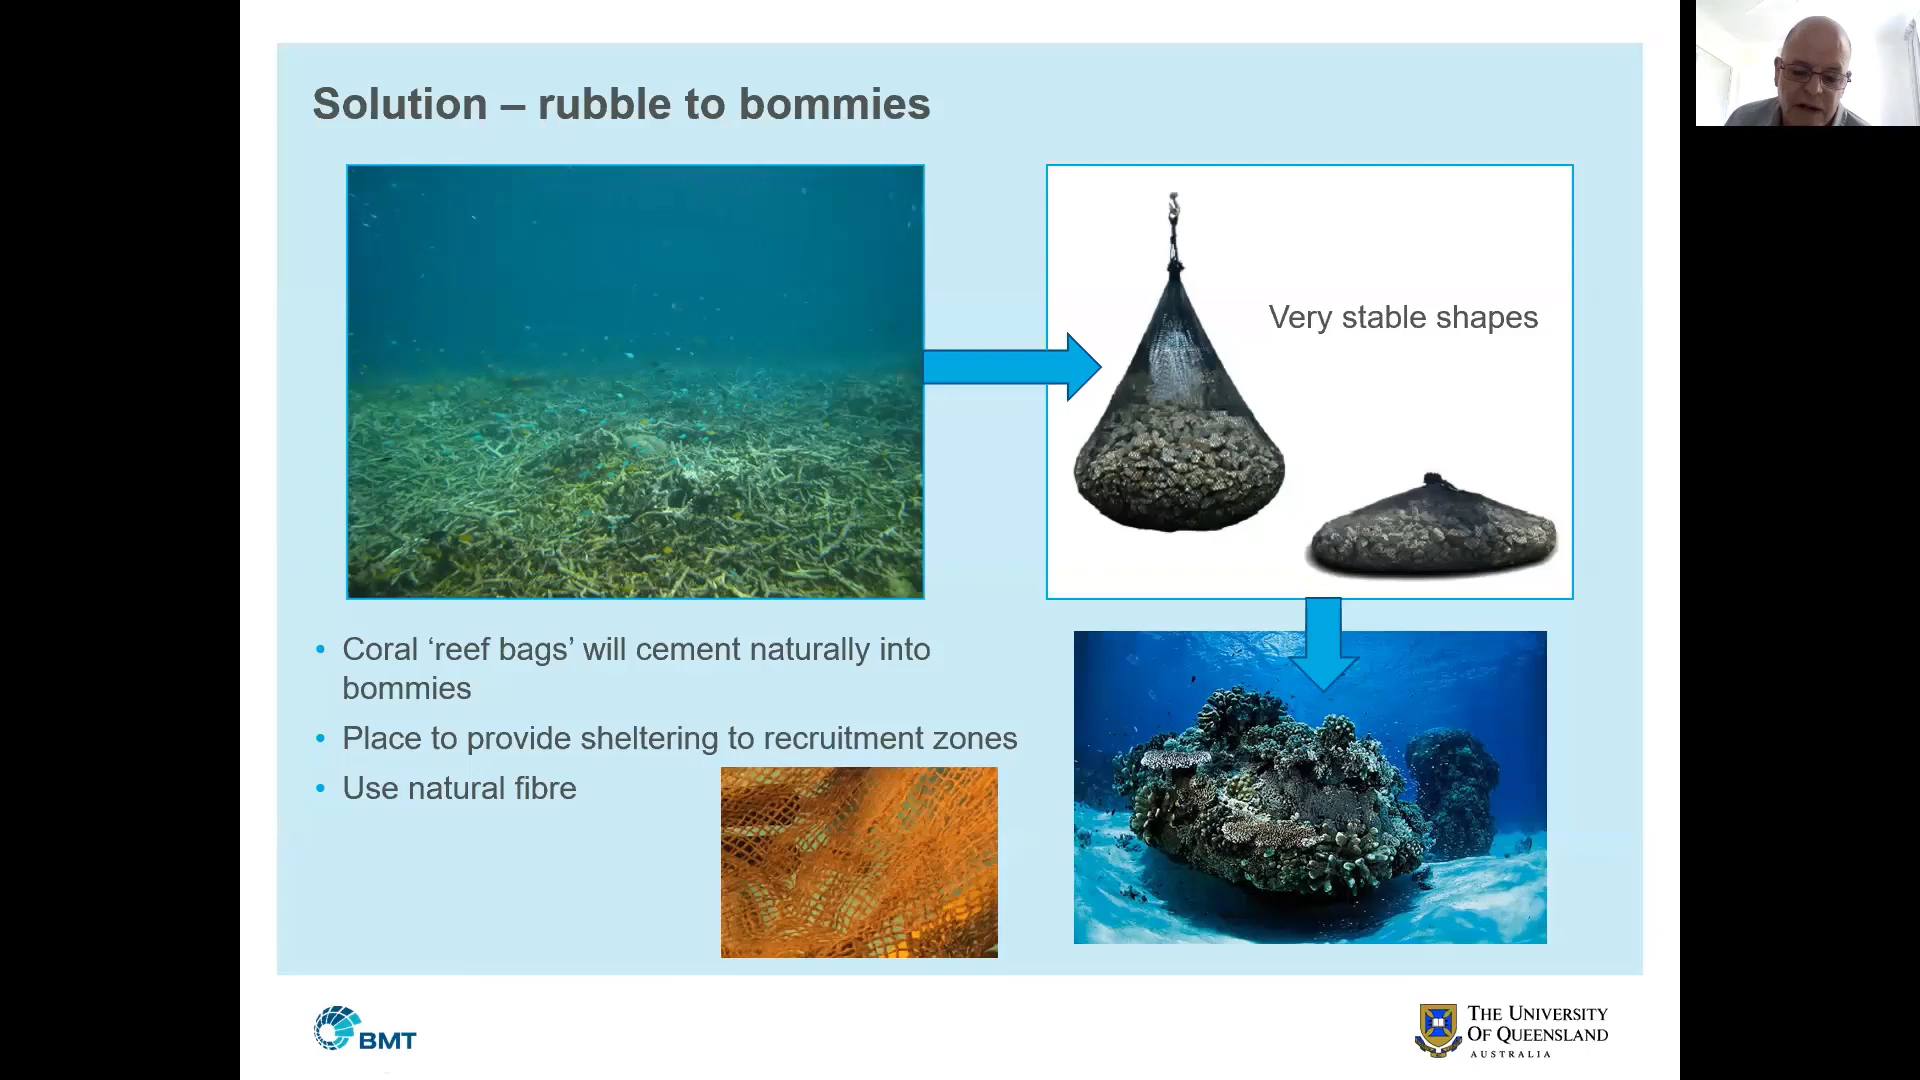 Solution – rubble to bommies
Very stable shapes
• Coral ‘reef bags’ will cement naturally into
bommies
• Place to provide sheltering to recruitment zones
• Use natural fibre
BMT
THE UNIVERSITY
OF QUEENSLAND
AUSTRALIA